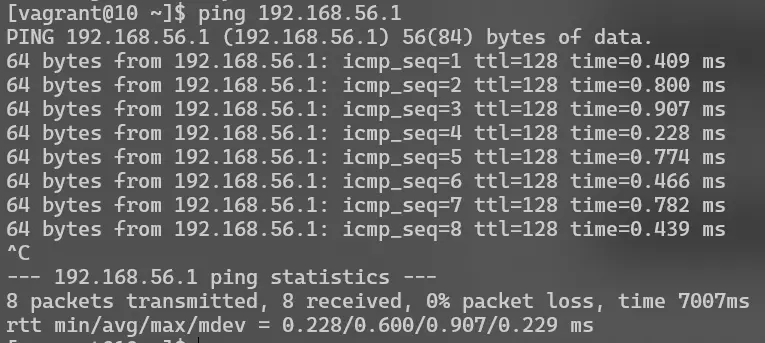 [vagrant@10 ~]$ ping 192.168.56.1
PING 192.168.56.1 (192.168.56.1) 56(84) bytes of data.
64 bytes from 192.168.56.1: icmp_seq=1 ttl=128 time=0.409 ms
64 bytes from 192.168.56.1: icmp_seq=2 ttl=128 time=0.800 ms
64 bytes from 192.168.56.1: icmp_seq=3 ttl=128 time=0.907 ms
64 bytes from 192.168.56.1: icmp_seq=4 ttl=128 time=0.228 ms
64 bytes from 192.168.56.1: icmp_seq=5 ttl=128 time=0.774 ms
64 bytes from 192.168.56.1: icmp_seq=6 ttl=128 time=0.466 ms
64 bytes from 192.168.56.1: icmp_seq=7 ttl=128 time=0.782 ms
64 bytes from 192.168.56.1: icmp_seq=8 ttl=128 time=0.439 ms
^C
--- 192.168.56.1 ping statistics ---
8 packets transmitted, 8 received, 0% packet loss, time 7007ms
rtt min/avg/max/mdev = 0.228/0.600/0.907/0.229 ms